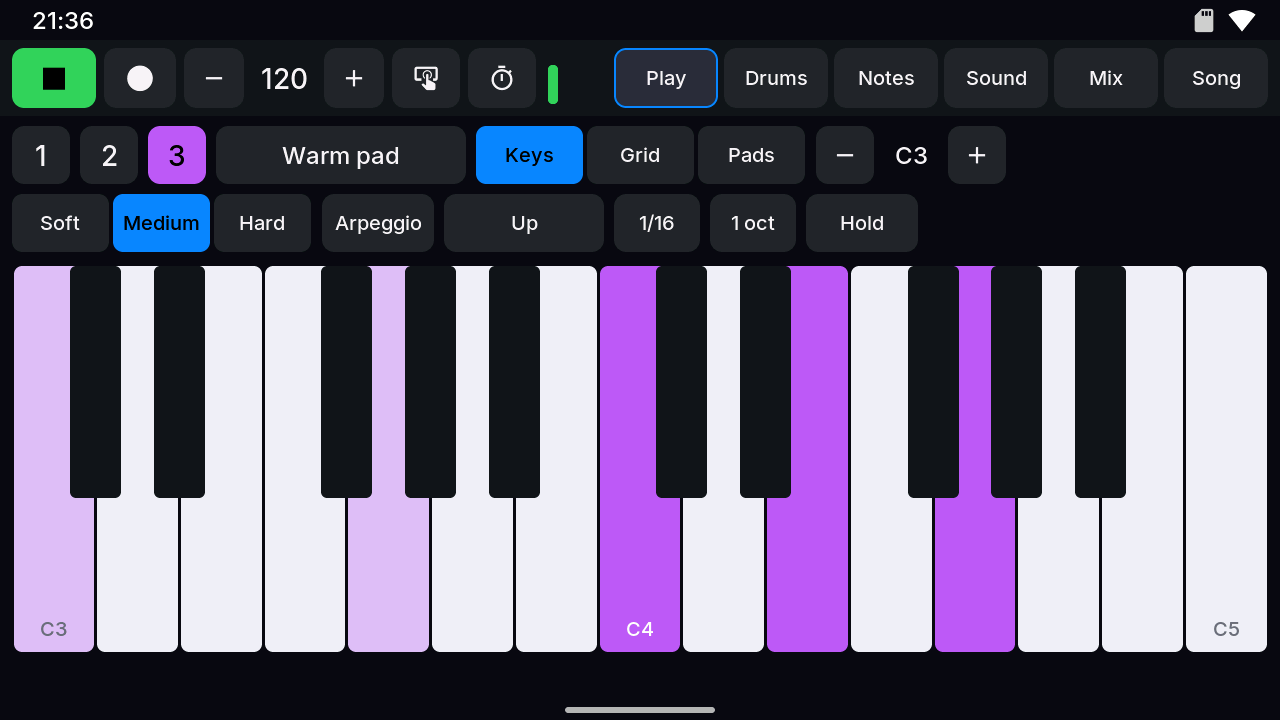 21:36
120
Play Drums Notes Sound Mix Song
1 2 3 Warm pad Keys Grid Pads − C3 +
Soft Medium Hard Arpeggio Up 1/16 1 oct Hold
C3 C4 C5